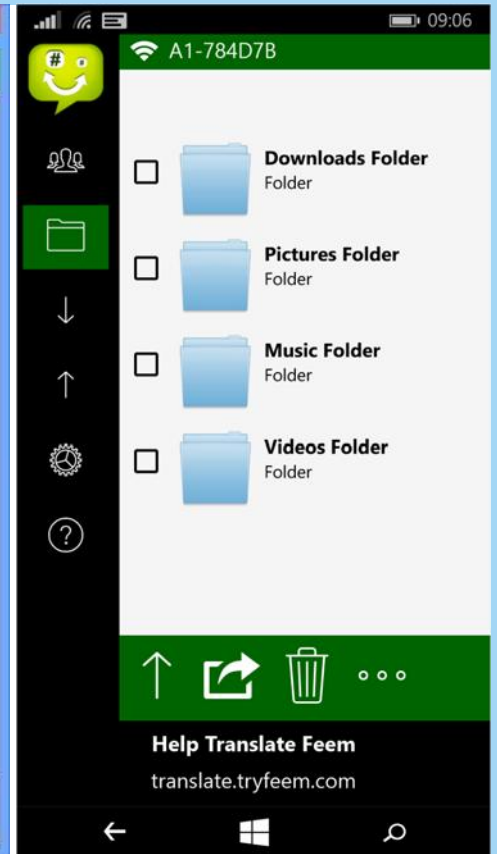 09:06
A1-784D7B
Downloads Folder
Folder
Pictures Folder
Folder
Music Folder
Folder
Videos Folder
Folder
Help Translate Feem
translate.tryfeem.com